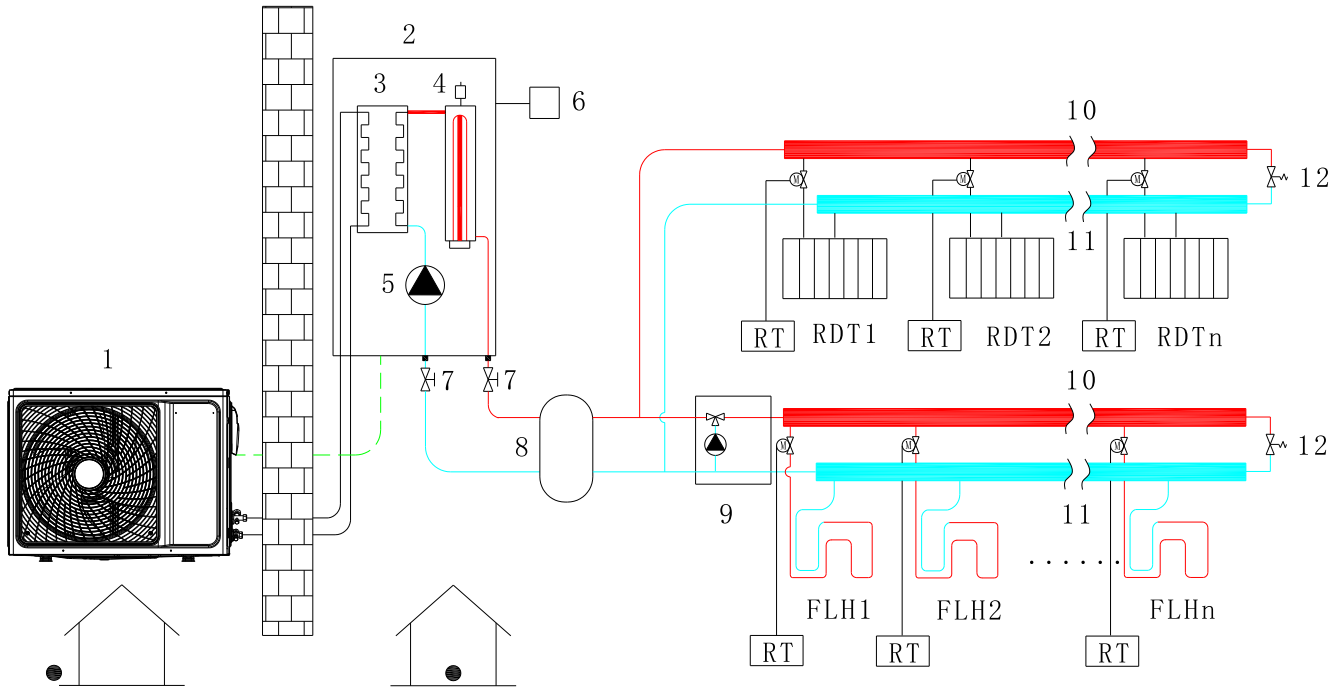 1
2
3
4
5
6
7
7
8
9
10
12
11
M
M
M
RT
RDT1
RT
RDT2
RT
RDTn
10
12
11
M
M
M
FLH1
FLH2
. . . . . .
FLHn
RT
RT
RT